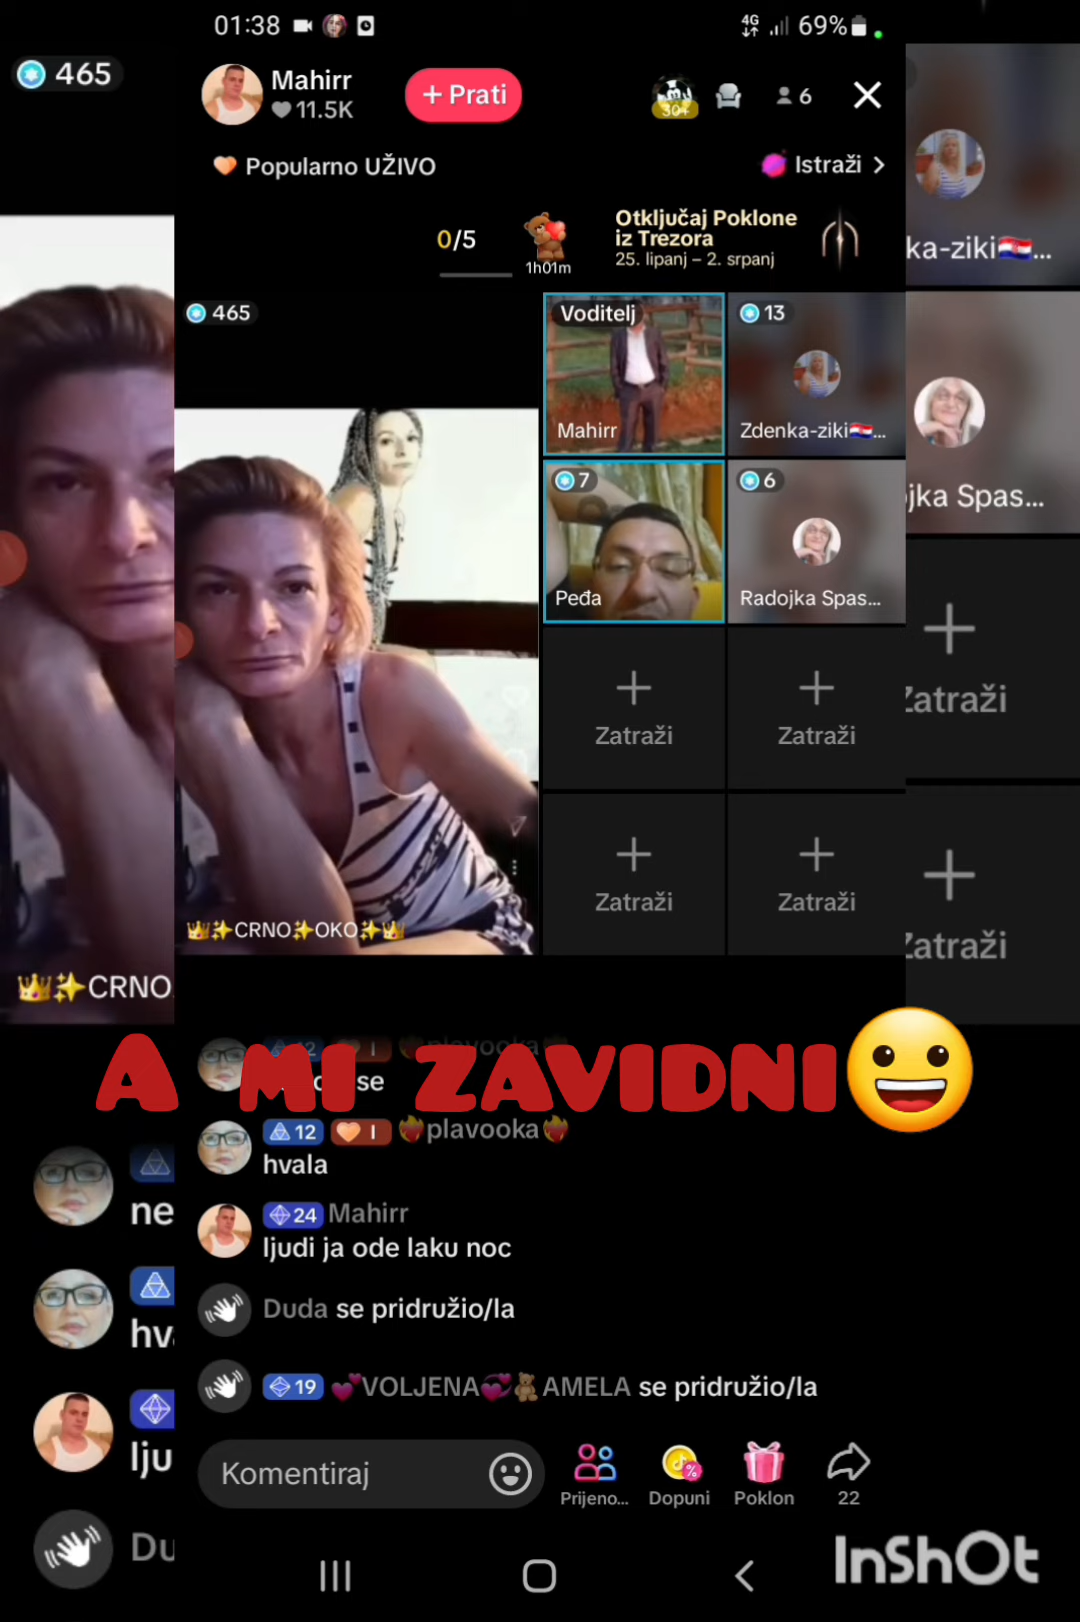 01:38
4G
69%
465
Mahirr
11.5K
+ Prati
30+
6
Popularno UŽIVO
Istraži
0/5
1h01m
Otključaj Poklone
iz Trezora
25. lipanj – 2. srpanj
ka-ziki🇭🇷...
465
Voditelj
Mahirr
13
Zdenka-ziki🇭🇷...
7
Peđa
6
Radojka Spas...
jka Spas...
Zatraži
Zatraži
Zatraži
Zatraži
Zatraži
Zatraži
👑✨CRNO✨OKO✨👑
👑✨CRNO
A MI ZAVIDNI😀
plavooka
se
12 I ❤️‍🔥plavooka❤️‍🔥
hvala
24 Mahirr
ljudi ja ode laku noc
Duda se pridružio/la
19 💕VOLJENA💞🧸AMELA se pridružio/la
ne
hva
lju
Du
Komentiraj
Prijeno...
Dopuni
Poklon
22
InShOt